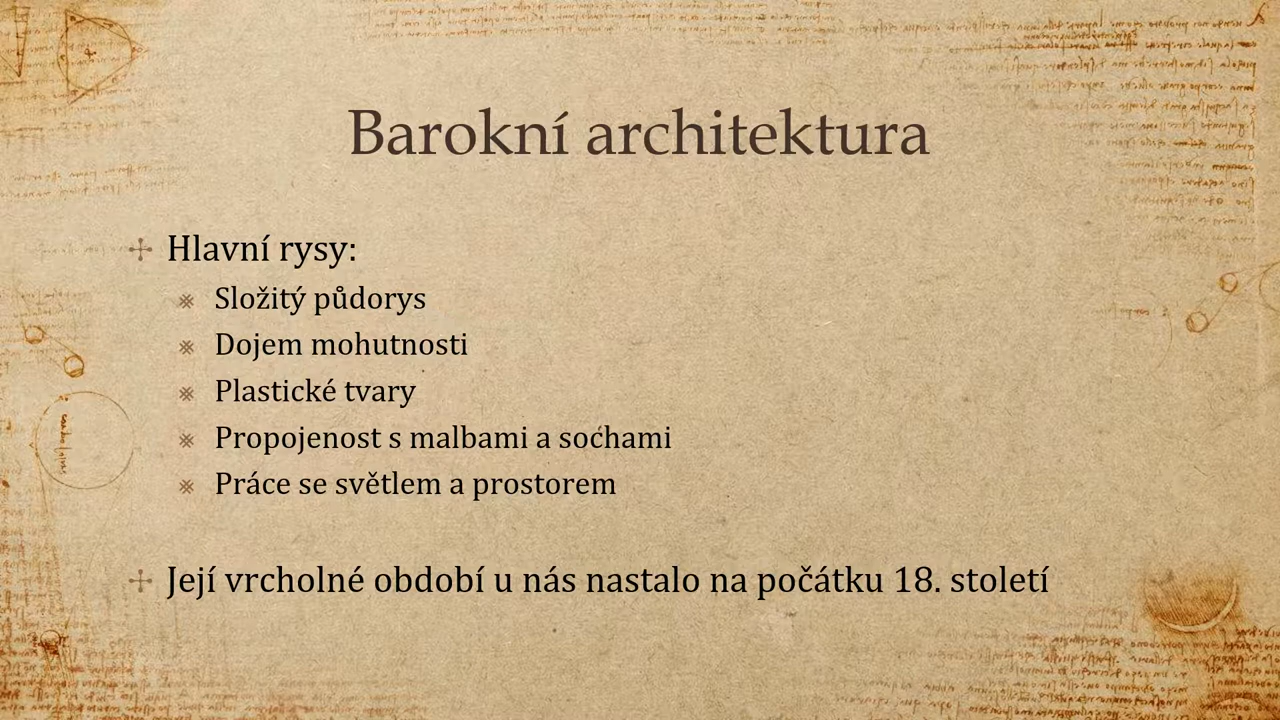 Barokní architektura
Hlavní rysy:
Složitý půdorys
Dojem mohutnosti
Plastické tvary
Propojenost s malbami a sochami
Práce se světlem a prostorem
Její vrcholné období u nás nastalo na počátku 18. století